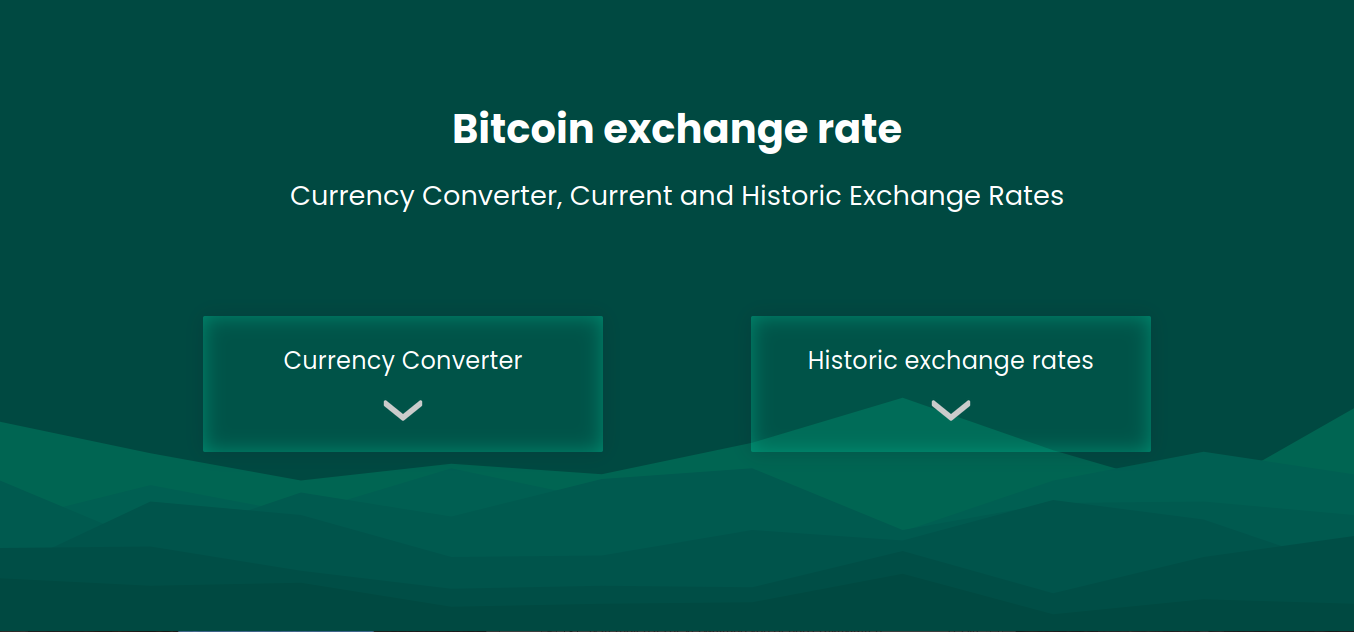 Bitcoin exchange rate
Currency Converter, Current and Historic Exchange Rates
Currency Converter
Historic exchange rates